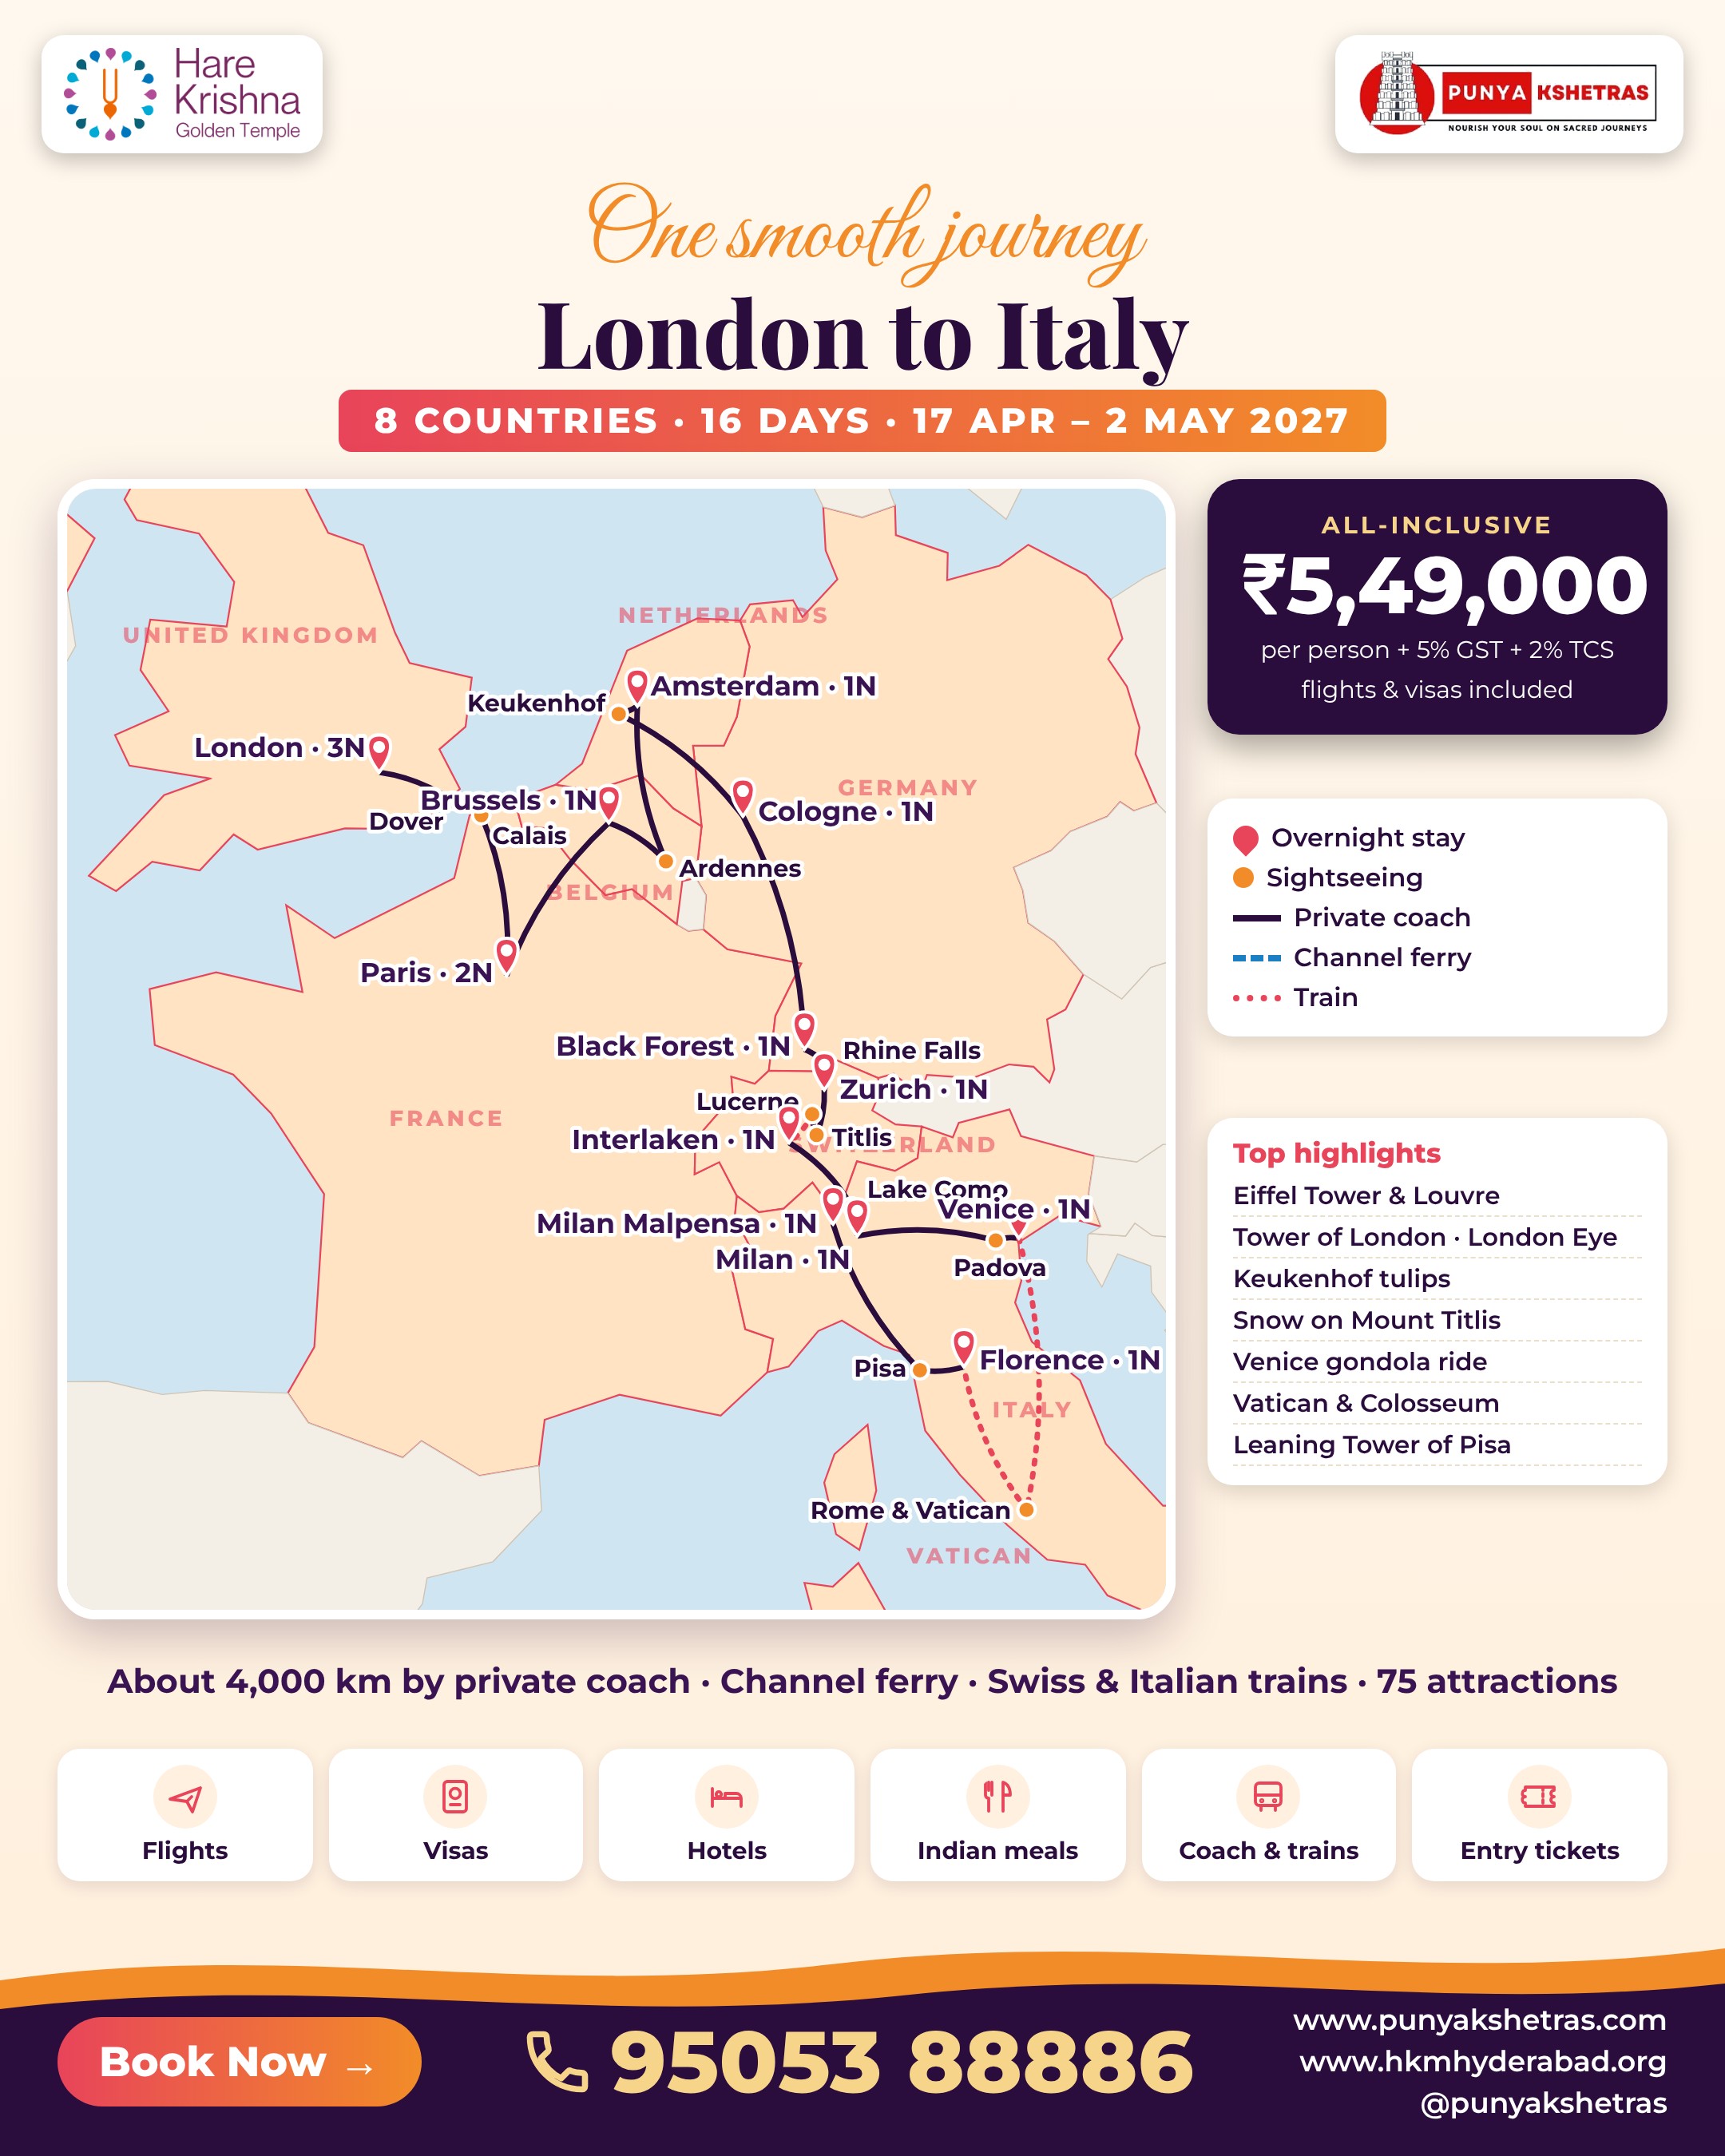 Hare
Krishna
Golden Temple
PUNYA KSHETRAS
NOURISH YOUR SOUL ON SACRED JOURNEYS
One smooth journey
London to Italy
8 COUNTRIES · 16 DAYS · 17 APR – 2 MAY 2027
UNITED KINGDOM
NETHERLANDS
Keukenhof
Amsterdam · 1N
London · 3N
GERMANY
Brussels · 1N
Cologne · 1N
Dover
Calais
Ardennes
BELGIUM
Paris · 2N
Black Forest · 1N
Rhine Falls
Zurich · 1N
Lucerne
FRANCE
Interlaken · 1N
Titlis
SWITZERLAND
Lake Como
Venice · 1N
Milan Malpensa · 1N
Milan · 1N
Padova
Pisa
Florence · 1N
ITALY
Rome & Vatican
VATICAN
ALL-INCLUSIVE
₹5,49,000
per person + 5% GST + 2% TCS
flights & visas included
Overnight stay
Sightseeing
Private coach
Channel ferry
Train
Top highlights
Eiffel Tower & Louvre
Tower of London · London Eye
Keukenhof tulips
Snow on Mount Titlis
Venice gondola ride
Vatican & Colosseum
Leaning Tower of Pisa
About 4,000 km by private coach · Channel ferry · Swiss & Italian trains · 75 attractions
Flights
Visas
Hotels
Indian meals
Coach & trains
Entry tickets
Book Now →
95053 88886
www.punyakshetras.com
www.hkmhyderabad.org
@punyakshetras